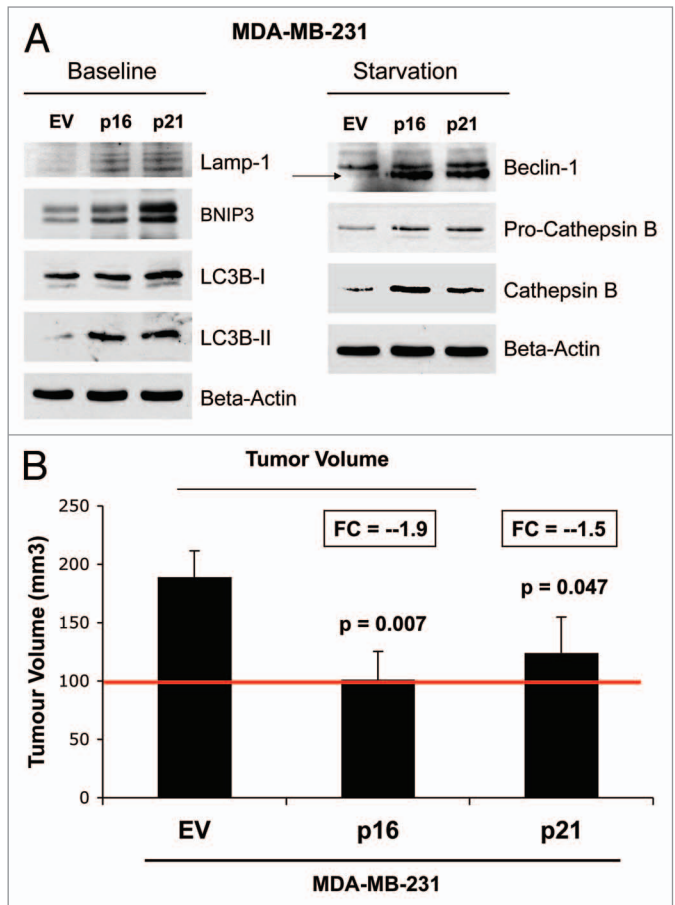 A
MDA-MB-231
Baseline
Starvation
EV p16 p21
EV p16 p21
Lamp-1
BNIP3
LC3B-I
LC3B-II
Beta-Actin
Beclin-1
Pro-Cathepsin B
Cathepsin B
Beta-Actin
B
Tumor Volume
Tumour Volume (mm3)
250
200
150
100
50
0
FC = --1.9
FC = --1.5
p = 0.007
p = 0.047
EV p16 p21
MDA-MB-231